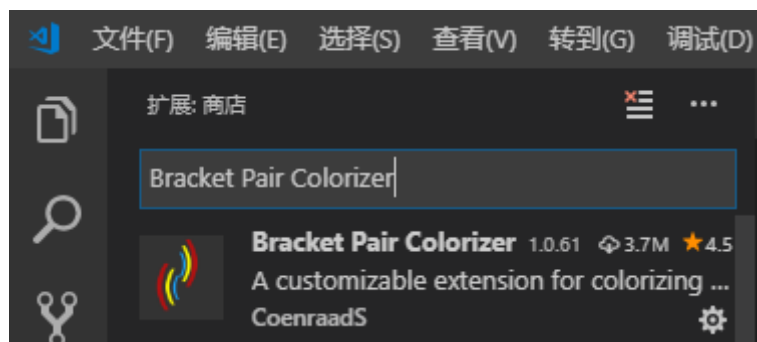 文件(F) 编辑(E) 选择(S) 查看(V) 转到(G) 调试(D)
扩展: 商店
Bracket Pair Colorizer
Bracket Pair Colorizer 1.0.61 3.7M 4.5
A customizable extension for colorizing ...
CoenraadS